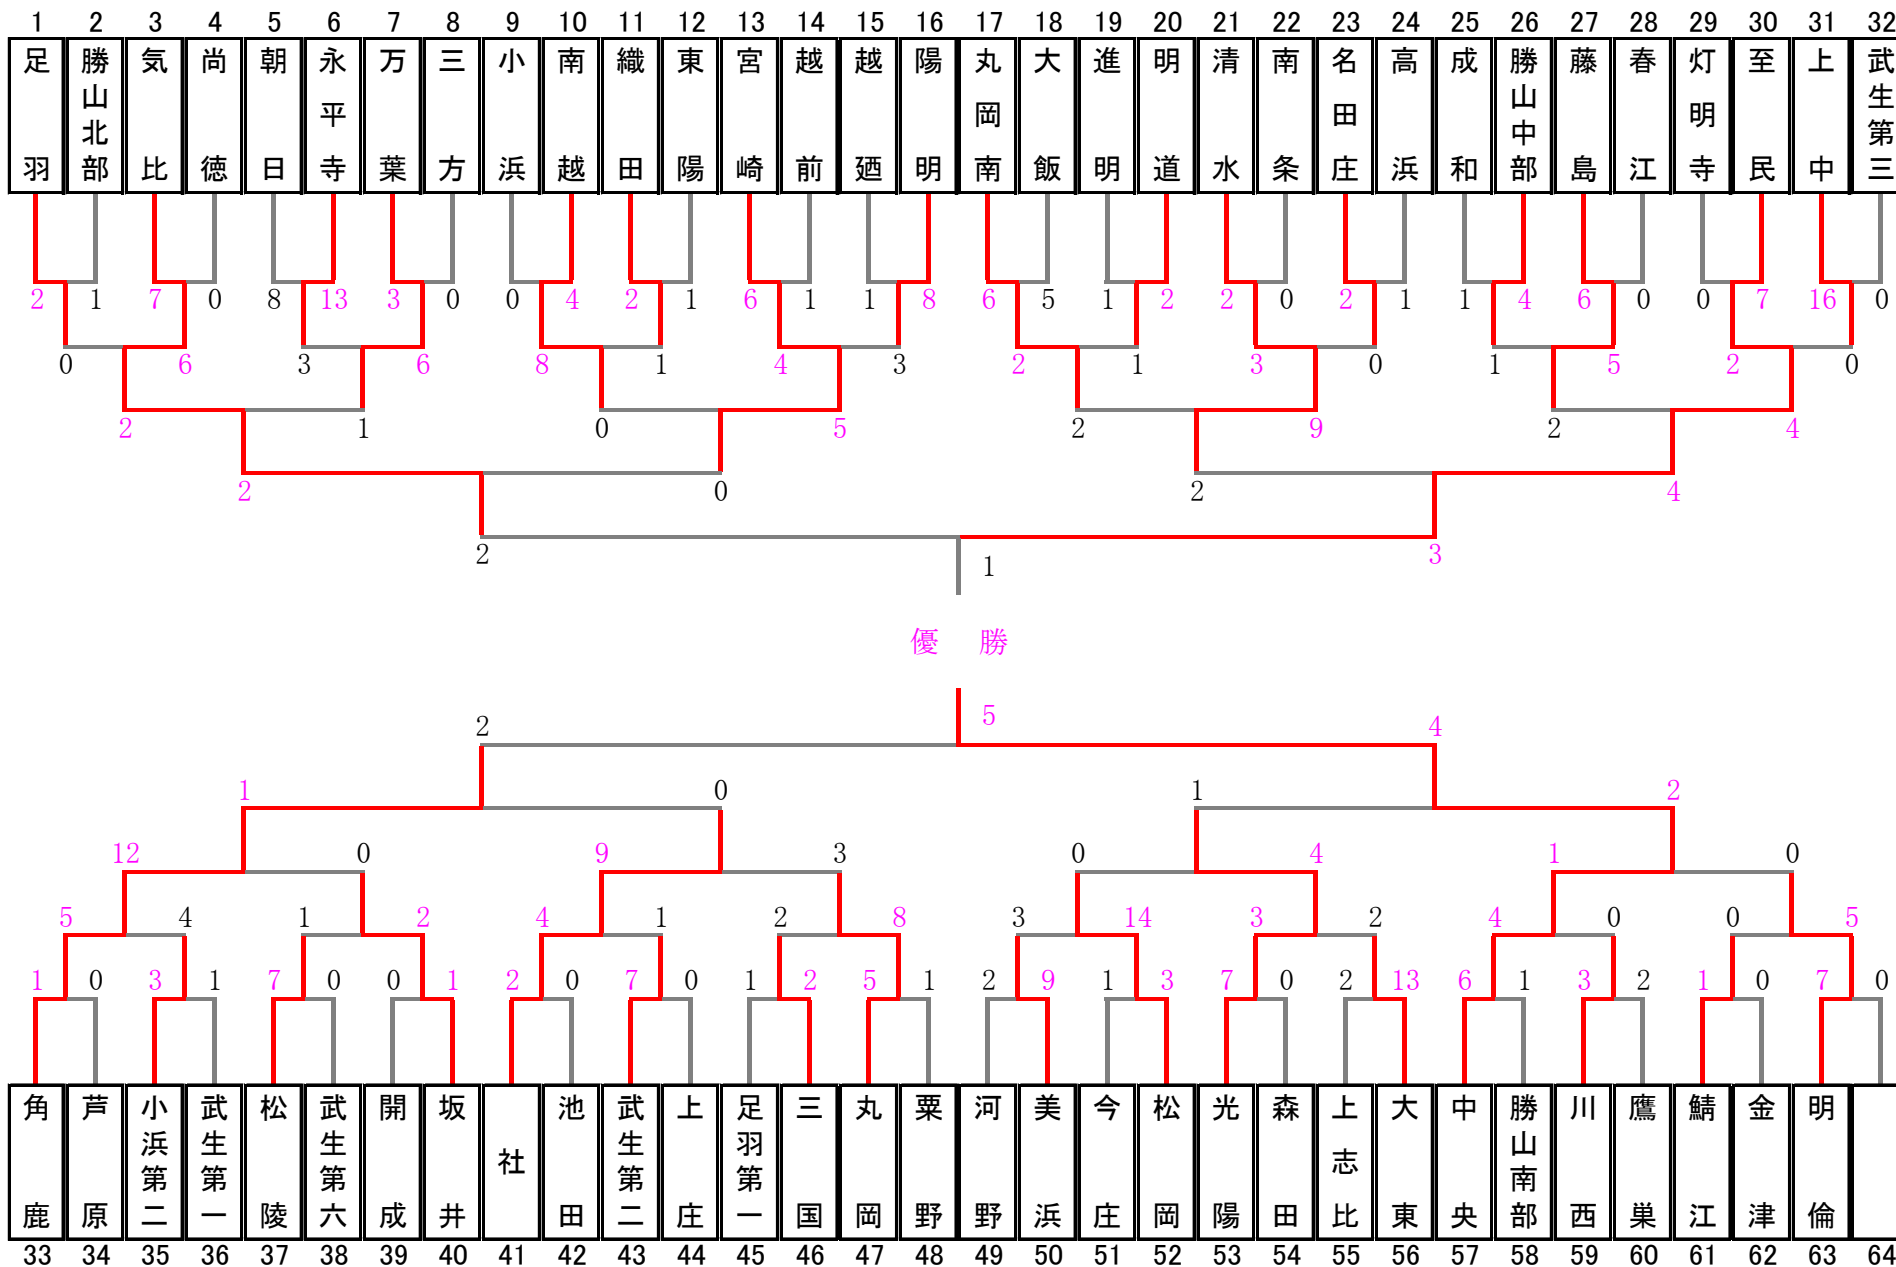 1 2 3 4 5 6 7 8 9 10 11 12 13 14 15 16 17 18 19 20 21 22 23 24 25 26 27 28 29 30 31 32
足羽 勝山北部 気比 尚徳 朝日 永平寺 万葉 三方 小浜 南越 織田 東陽 宮崎 越前 越廼 陽明 丸岡南 大飯 進明 明道 清水 南条 名田庄 高浜 成和 勝山中部 藤島 春江 灯明寺 至民 上中 武生第三
2 1 7 0 8 13 3 0 0 4 2 1 6 1 1 8 6 5 1 2 2 0 2 1 1 4 6 0 0 7 16 0
0 6 3 6 8 1 4 3 2 1 3 0 1 5 2 0
2 1 0 5 2 9 2 4
2 0 2 4
2 3
1
優 勝
5
2 4
1 0 1 2
12 0 9 3 0 4 1 0
5 4 1 2 4 1 2 8 3 14 3 2 4 0 0 5
1 0 3 1 7 0 0 1 2 0 7 0 1 2 5 1 2 9 1 3 7 0 2 13 6 1 3 2 1 0 7 0
角鹿 芦原 小浜第二 武生第一 松陵 武生第六 開成 坂井 社 池田 武生第二 上庄 足羽第一 三国 丸岡 粟野 河野 美浜 今庄 松岡 光陽 森田 上志比 大東 中央 勝山南部 川西 鷹巣 鯖江 金津 明倫
33 34 35 36 37 38 39 40 41 42 43 44 45 46 47 48 49 50 51 52 53 54 55 56 57 58 59 60 61 62 63 64